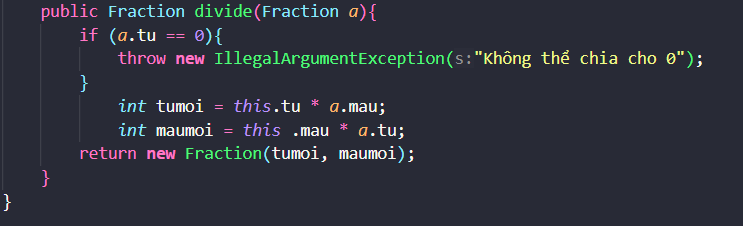 public Fraction divide(Fraction a){
if (a.tu == 0){
throw new IllegalArgumentException(s:"Không thể chia cho 0");
}
int tumoi = this.tu * a.mau;
int maumoi = this .mau * a.tu;
return new Fraction(tumoi, maumoi);
}
}